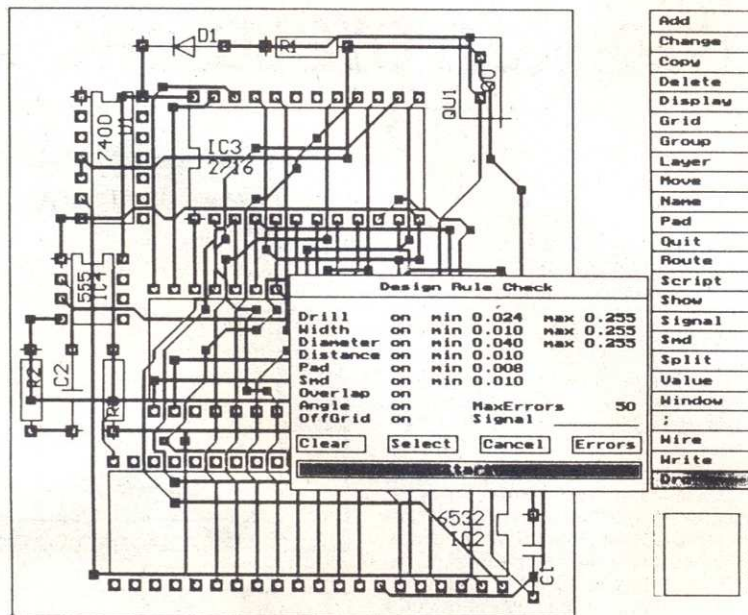 D1
R1
QU1
7400
U1
IC3
2716
555
IC4
R2
C2
Design Rule Check
Drill on min 0.024 max 0.255
Width on min 0.010 max 0.255
Diameter on min 0.040 max 0.255
Distance on min 0.010
Pad on min 0.008
Smd on min 0.010
Overlap on
Angle on MaxErrors 50
OffGrid on Signal
Clear Select Cancel Errors
Start
6532
IC2
C1
Add
Change
Copy
Delete
Display
Grid
Group
Layer
Move
Name
Pad
Quit
Route
Script
Show
Signal
Smd
Split
Value
Window
;
Wire
Write